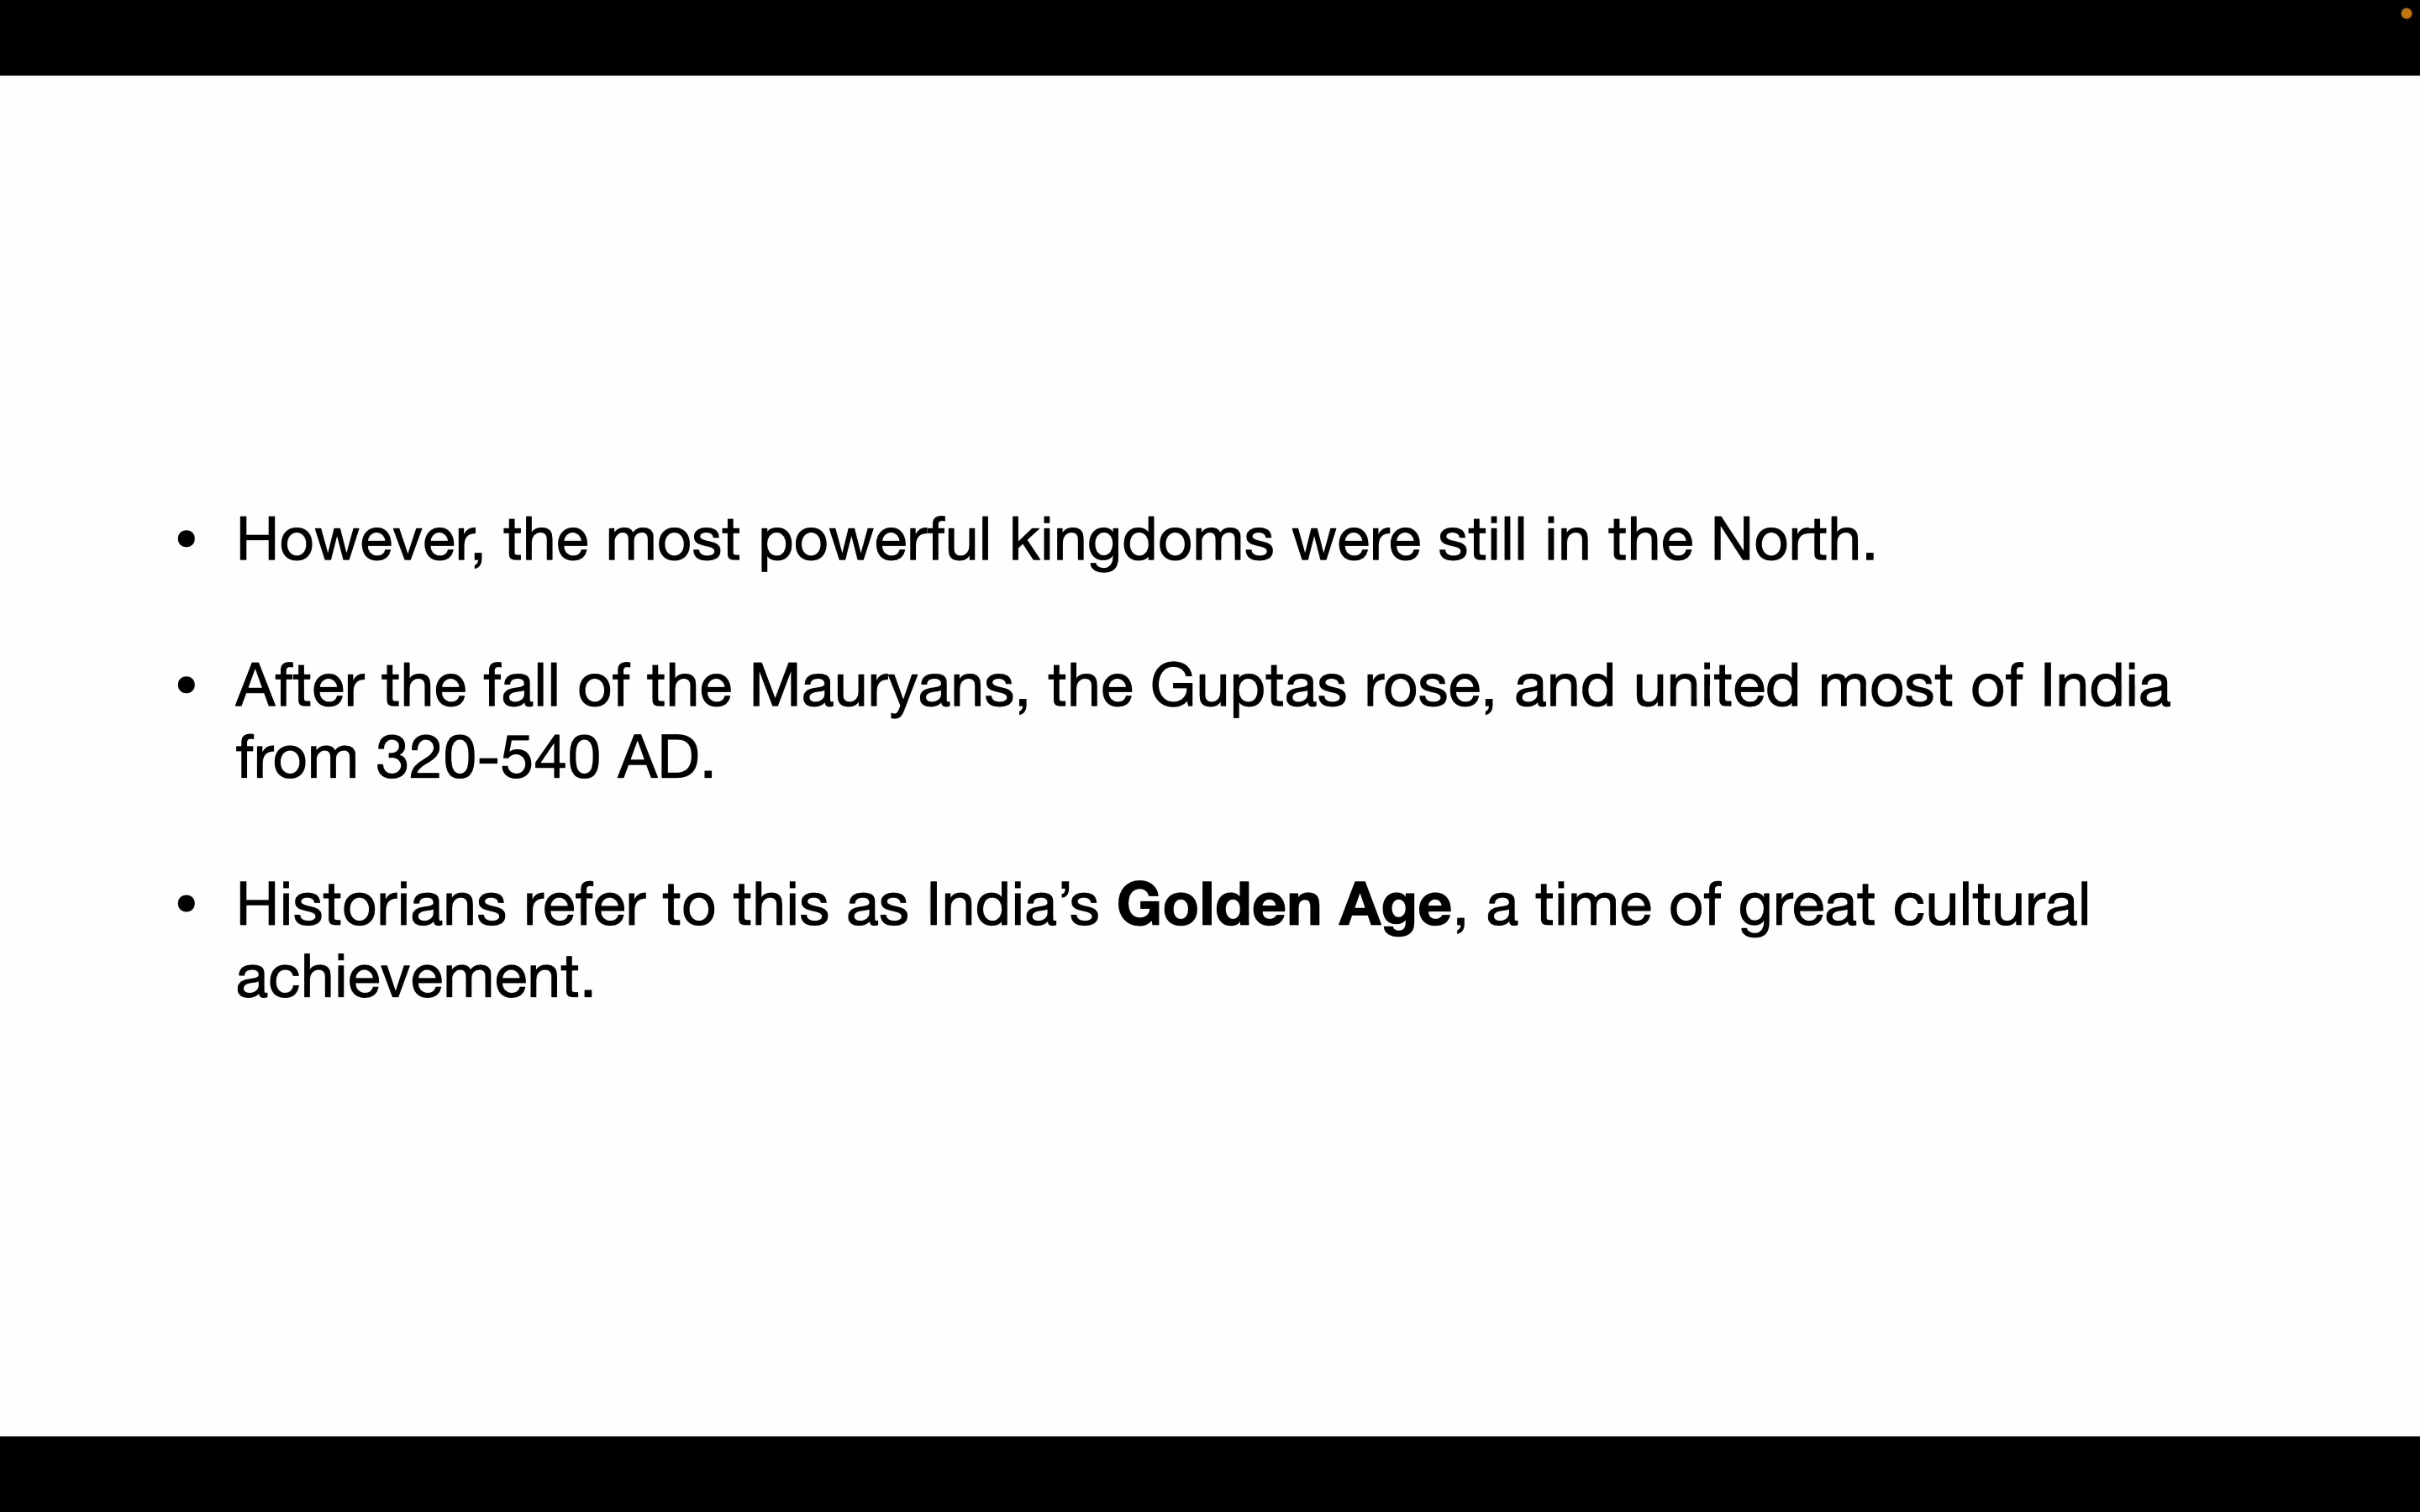 • However, the most powerful kingdoms were still in the North.
• After the fall of the Mauryans, the Guptas rose, and united most of India
from 320-540 AD.
• Historians refer to this as India’s Golden Age, a time of great cultural
achievement.